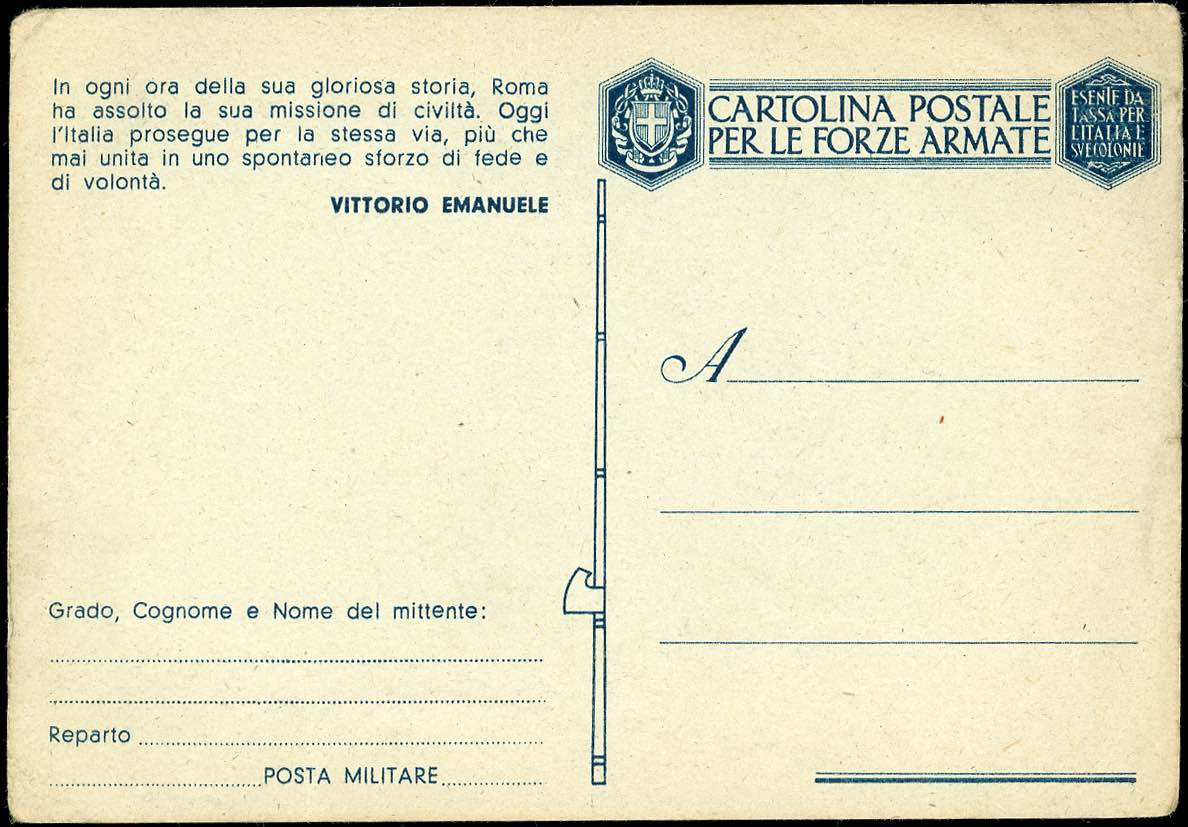 In ogni ora della sua gloriosa storia, Roma
ha assolto la sua missione di civiltà. Oggi
l'Italia prosegue per la stessa via, più che
mai unita in uno spontaneo sforzo di fede e
di volontà.
VITTORIO EMANUELE
Grado, Cognome e Nome del mittente:
Reparto
POSTA MILITARE
CARTOLINA POSTALE
PER LE FORZE ARMATE
ESENTE DA
TASSA PER
L'ITALIA E
SVE COLONIE
A